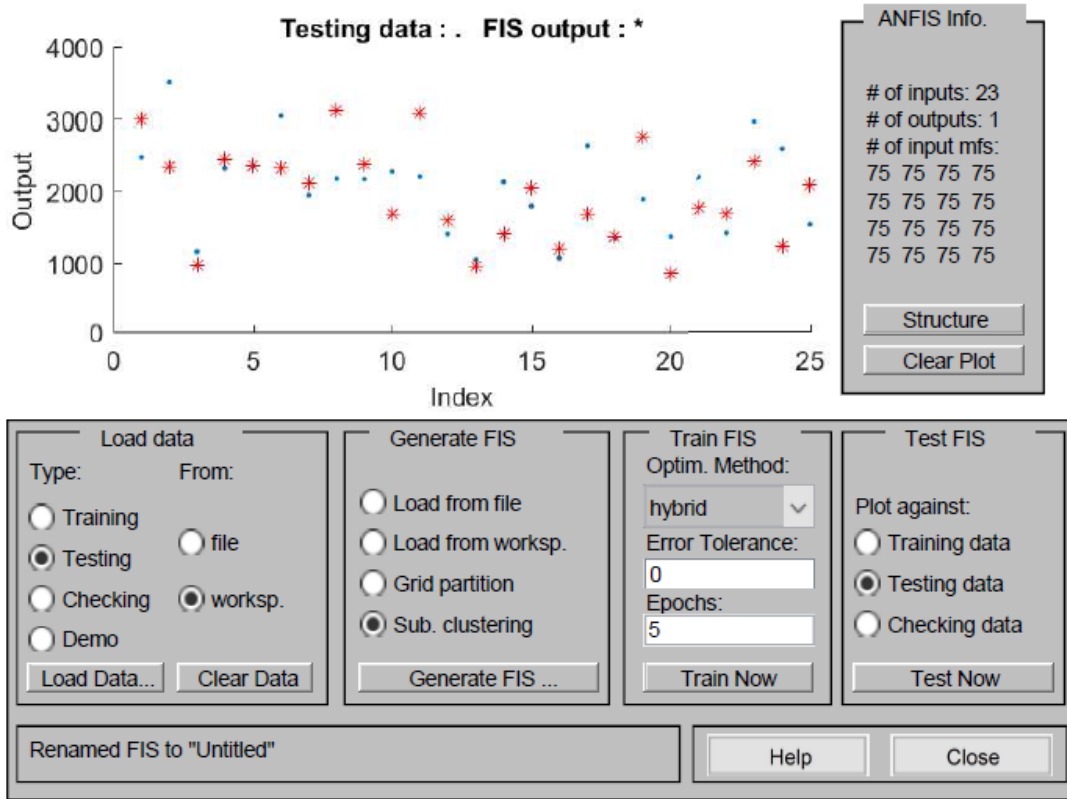 Testing data : .   FIS output : *
4000
3000
2000
1000
0
Output
0 5 10 15 20 25
Index
ANFIS Info.
# of inputs: 23
# of outputs: 1
# of input mfs:
75 75 75 75
75 75 75 75
75 75 75 75
75 75 75 75
Structure
Clear Plot
Load data
Type:
From:
Training
Testing
Checking
Demo
file
worksp.
Load Data...
Clear Data
Generate FIS
Load from file
Load from worksp.
Grid partition
Sub. clustering
Generate FIS ...
Train FIS
Optim. Method:
hybrid
Error Tolerance:
0
Epochs:
5
Train Now
Test FIS
Plot against:
Training data
Testing data
Checking data
Test Now
Renamed FIS to "Untitled"
Help
Close